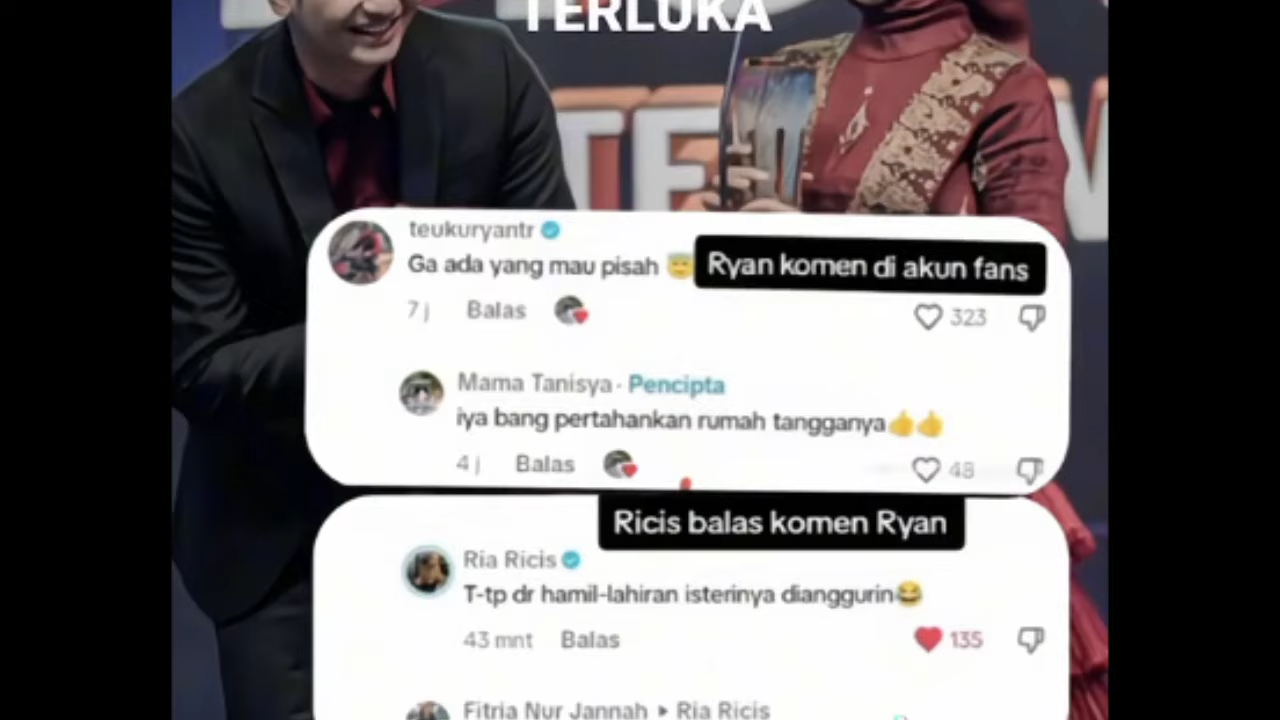 TERLUKA
TE
teukuryantr
Ga ada yang mau pisah 😇
Ryan komen di akun fans
7 j Balas 323
Mama Tanisya · Pencipta
iya bang pertahankan rumah tangganya👍👍
4 j Balas 48
Ricis balas komen Ryan
Ria Ricis
T-tp dr hamil-lahiran isterinya dianggurin😂
43 mnt Balas 135
Fitria Nur Jannah ▸ Ria Ricis